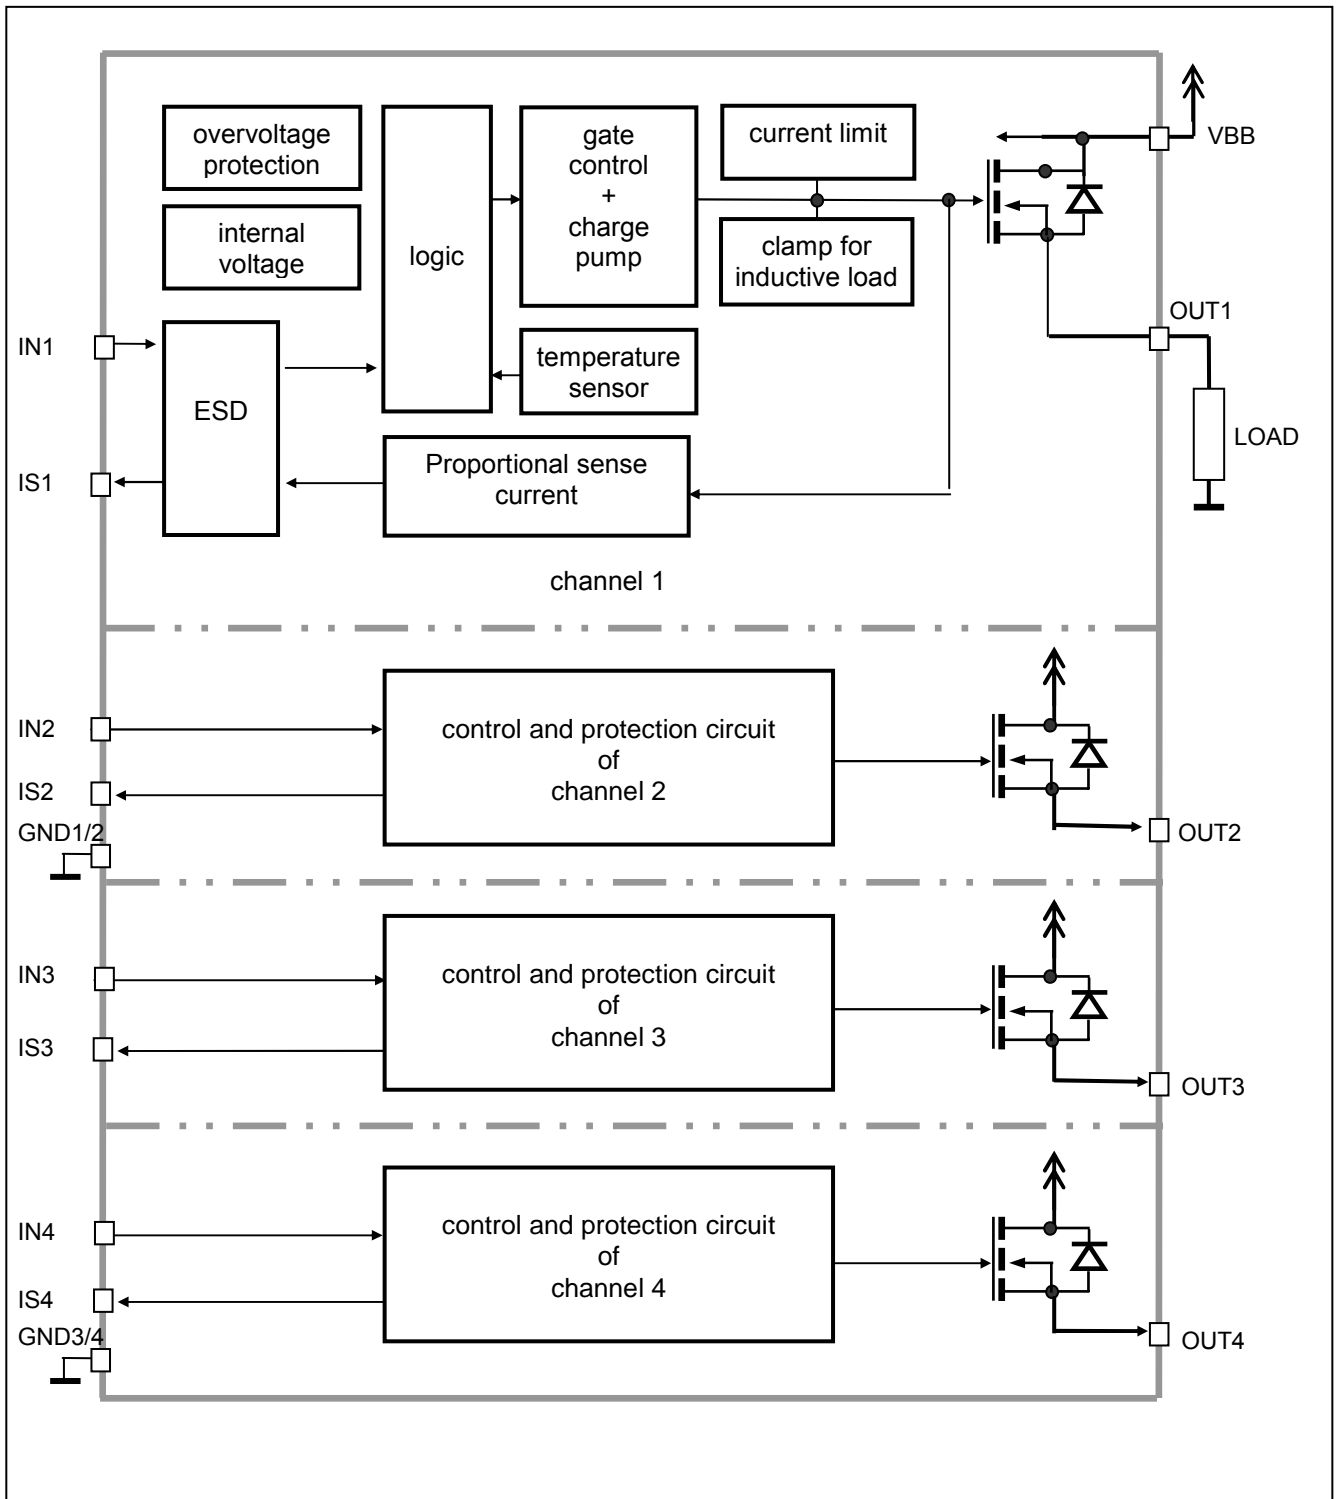 overvoltage
protection
internal
voltage
logic
gate
control
+
charge
pump
current limit
clamp for
inductive load
VBB
OUT1
IN1
ESD
temperature
sensor
LOAD
IS1
Proportional sense
current
channel 1
IN2
control and protection circuit
of
channel 2
IS2
GND1/2
OUT2
IN3
control and protection circuit
of
channel 3
IS3
OUT3
IN4
control and protection circuit
of
channel 4
IS4
GND3/4
OUT4